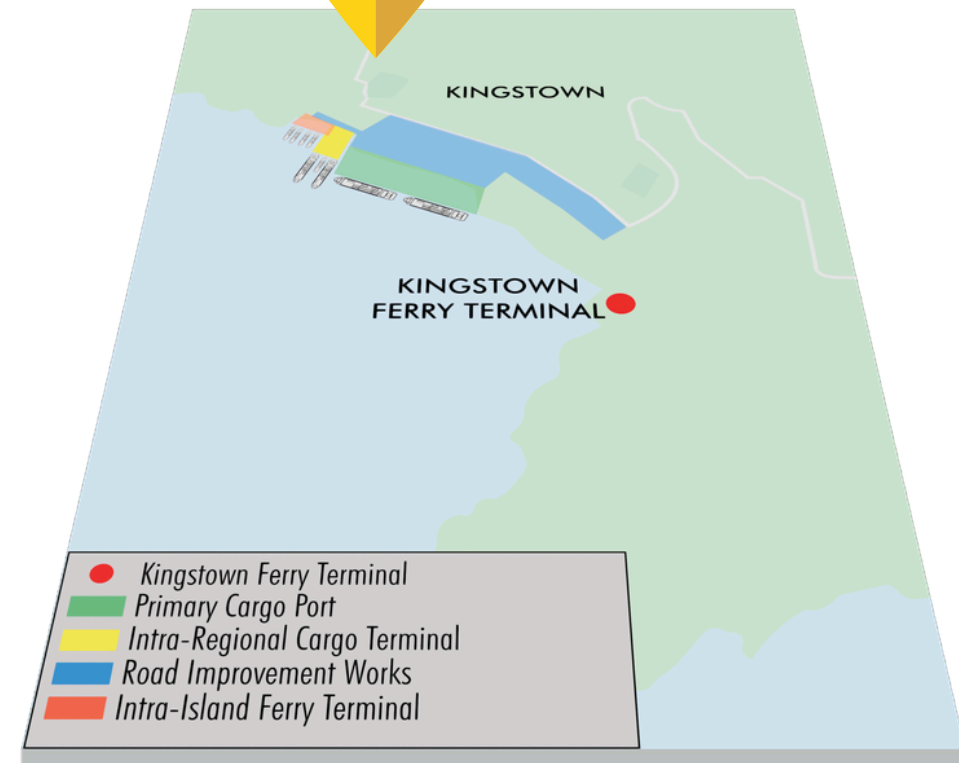 KINGSTOWN
KINGSTOWN
FERRY TERMINAL
Kingstown Ferry Terminal
Primary Cargo Port
Intra-Regional Cargo Terminal
Road Improvement Works
Intra-Island Ferry Terminal